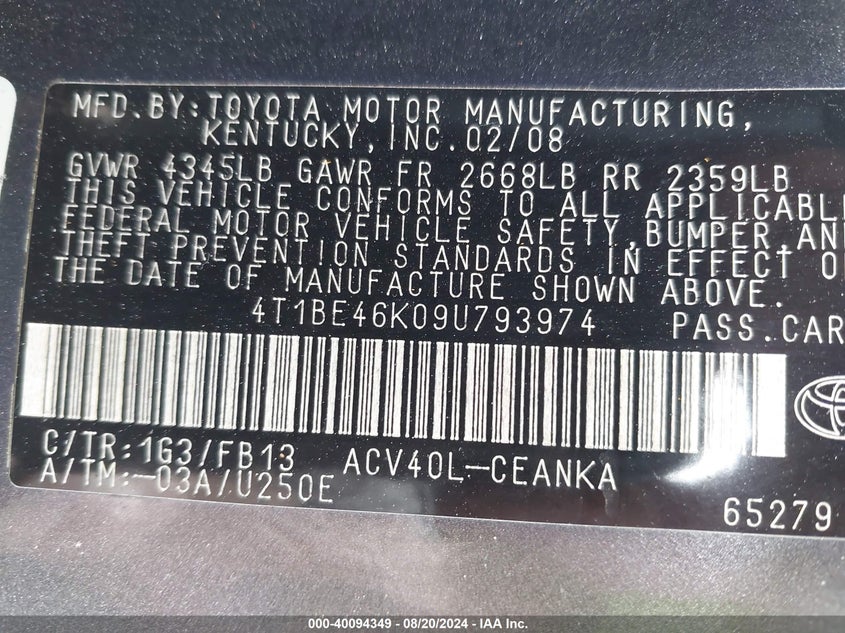 MFD.BY:TOYOTA MOTOR MANUFACTURING,
KENTUCKY,INC.02/08
GVWR 4345LB GAWR FR 2668LB RR 2359LB
THIS VEHICLE CONFORMS TO ALL APPLICABL
FEDERAL MOTOR VEHICLE SAFETY,BUMPER,AN
THEFT PREVENTION STANDARDS IN EFFECT O
THE DATE OF MANUFACTURE SHOWN ABOVE.
4T1BE46K09U793974 PASS.CAR
C/TR:1G3/FB13 ACV40L-CEANKA
A/TM:-03A/U250E
65279
000-40094349 - 08/20/2024 - IAA Inc.